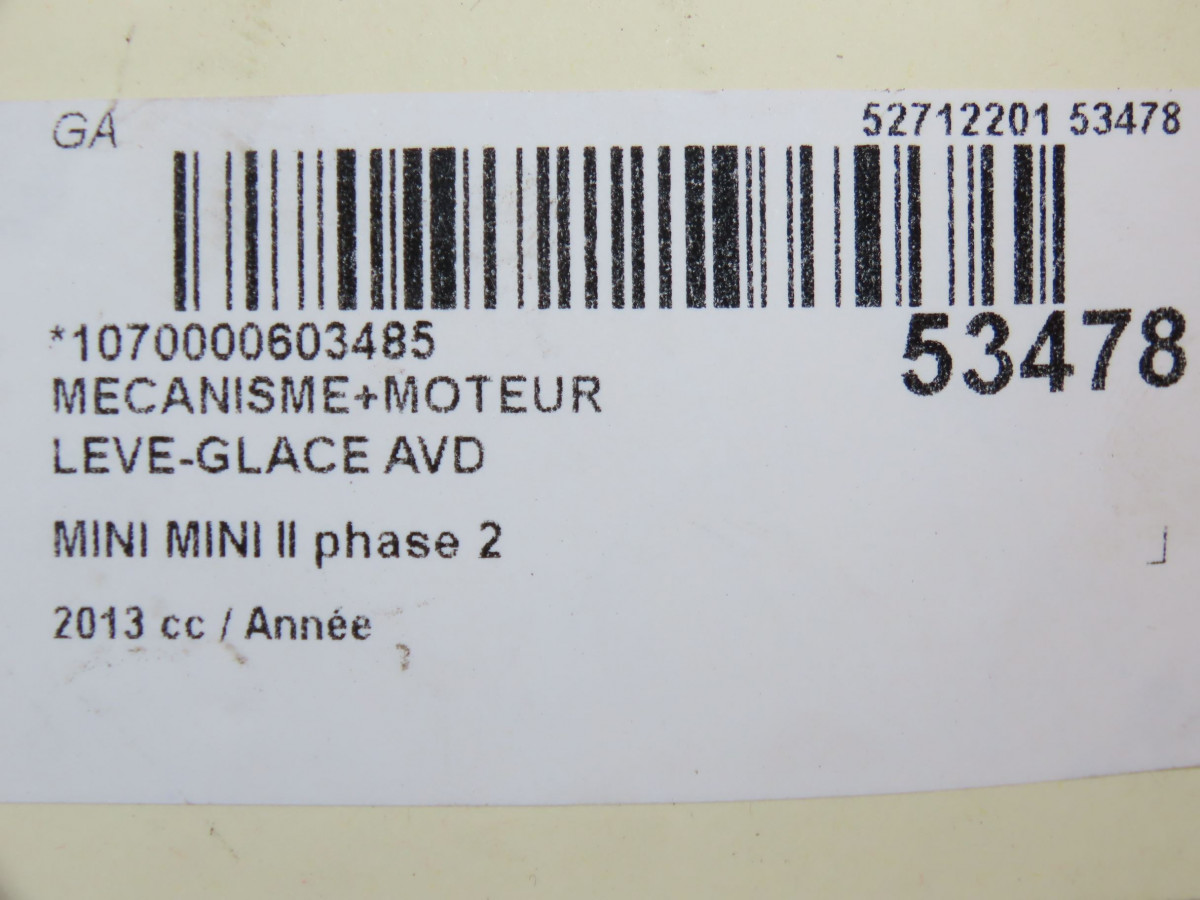 GA
52712201 53478
*1070000603485
53478
MECANISME+MOTEUR
LEVE-GLACE AVD
MINI MINI II phase 2
2013 cc / Année